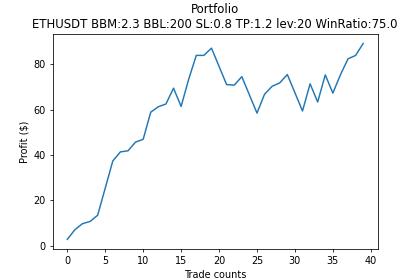 Portfolio
ETHUSDT BBM:2.3 BBL:200 SL:0.8 TP:1.2 lev:20 WinRatio:75.0
Profit ($)
80
60
40
20
0
0 5 10 15 20 25 30 35 40
Trade counts